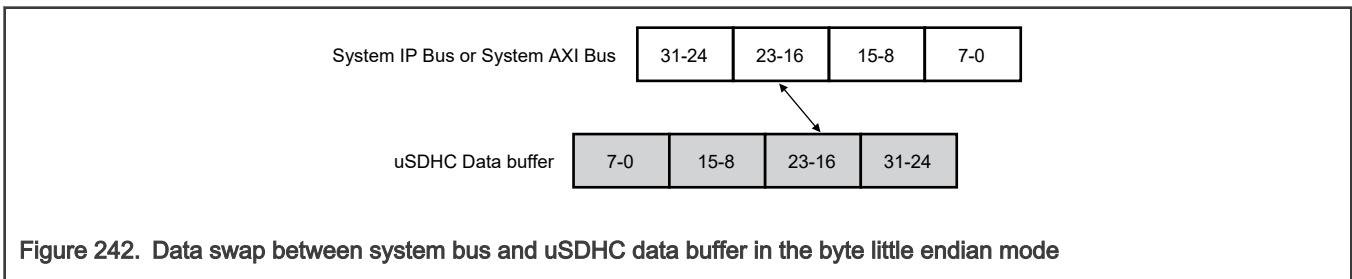 System IP Bus or System AXI Bus 31-24 23-16 15-8 7-0
uSDHC Data buffer 7-0 15-8 23-16 31-24
Figure 242. Data swap between system bus and uSDHC data buffer in the byte little endian mode